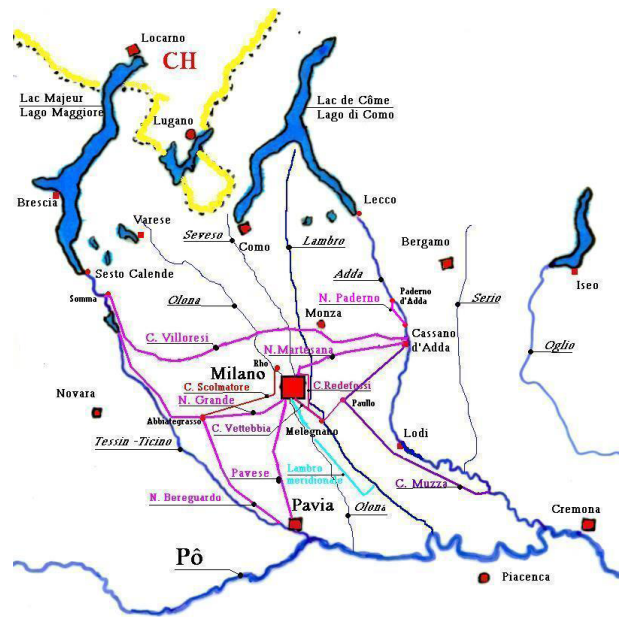 Locarno
CH
Lac Majeur
Lago Maggiore
Lugano
Lac de Côme
Lago di Como
Brescia
Varese
Seveso
Como
Lambro
Lecco
Bergamo
Sesto Calende
Adda
Iseo
Somma
Olona
N. Paderno
Paderno
d'Adda
Serio
Monza
Cassano
d'Adda
C. Villoresi
N.Martesana
Oglio
Rho
Milano
C. Scolmatore
C.Redefossi
N. Grande
Paullo
Novara
Abbiategrasso
C. Vettebbia
Melegnano
Tessin -Ticino
Lodi
Pavese
Lambro
meridionale
C. Muzza
N. Bereguardo
Olona
Pavia
Cremona
Pô
Piacenca